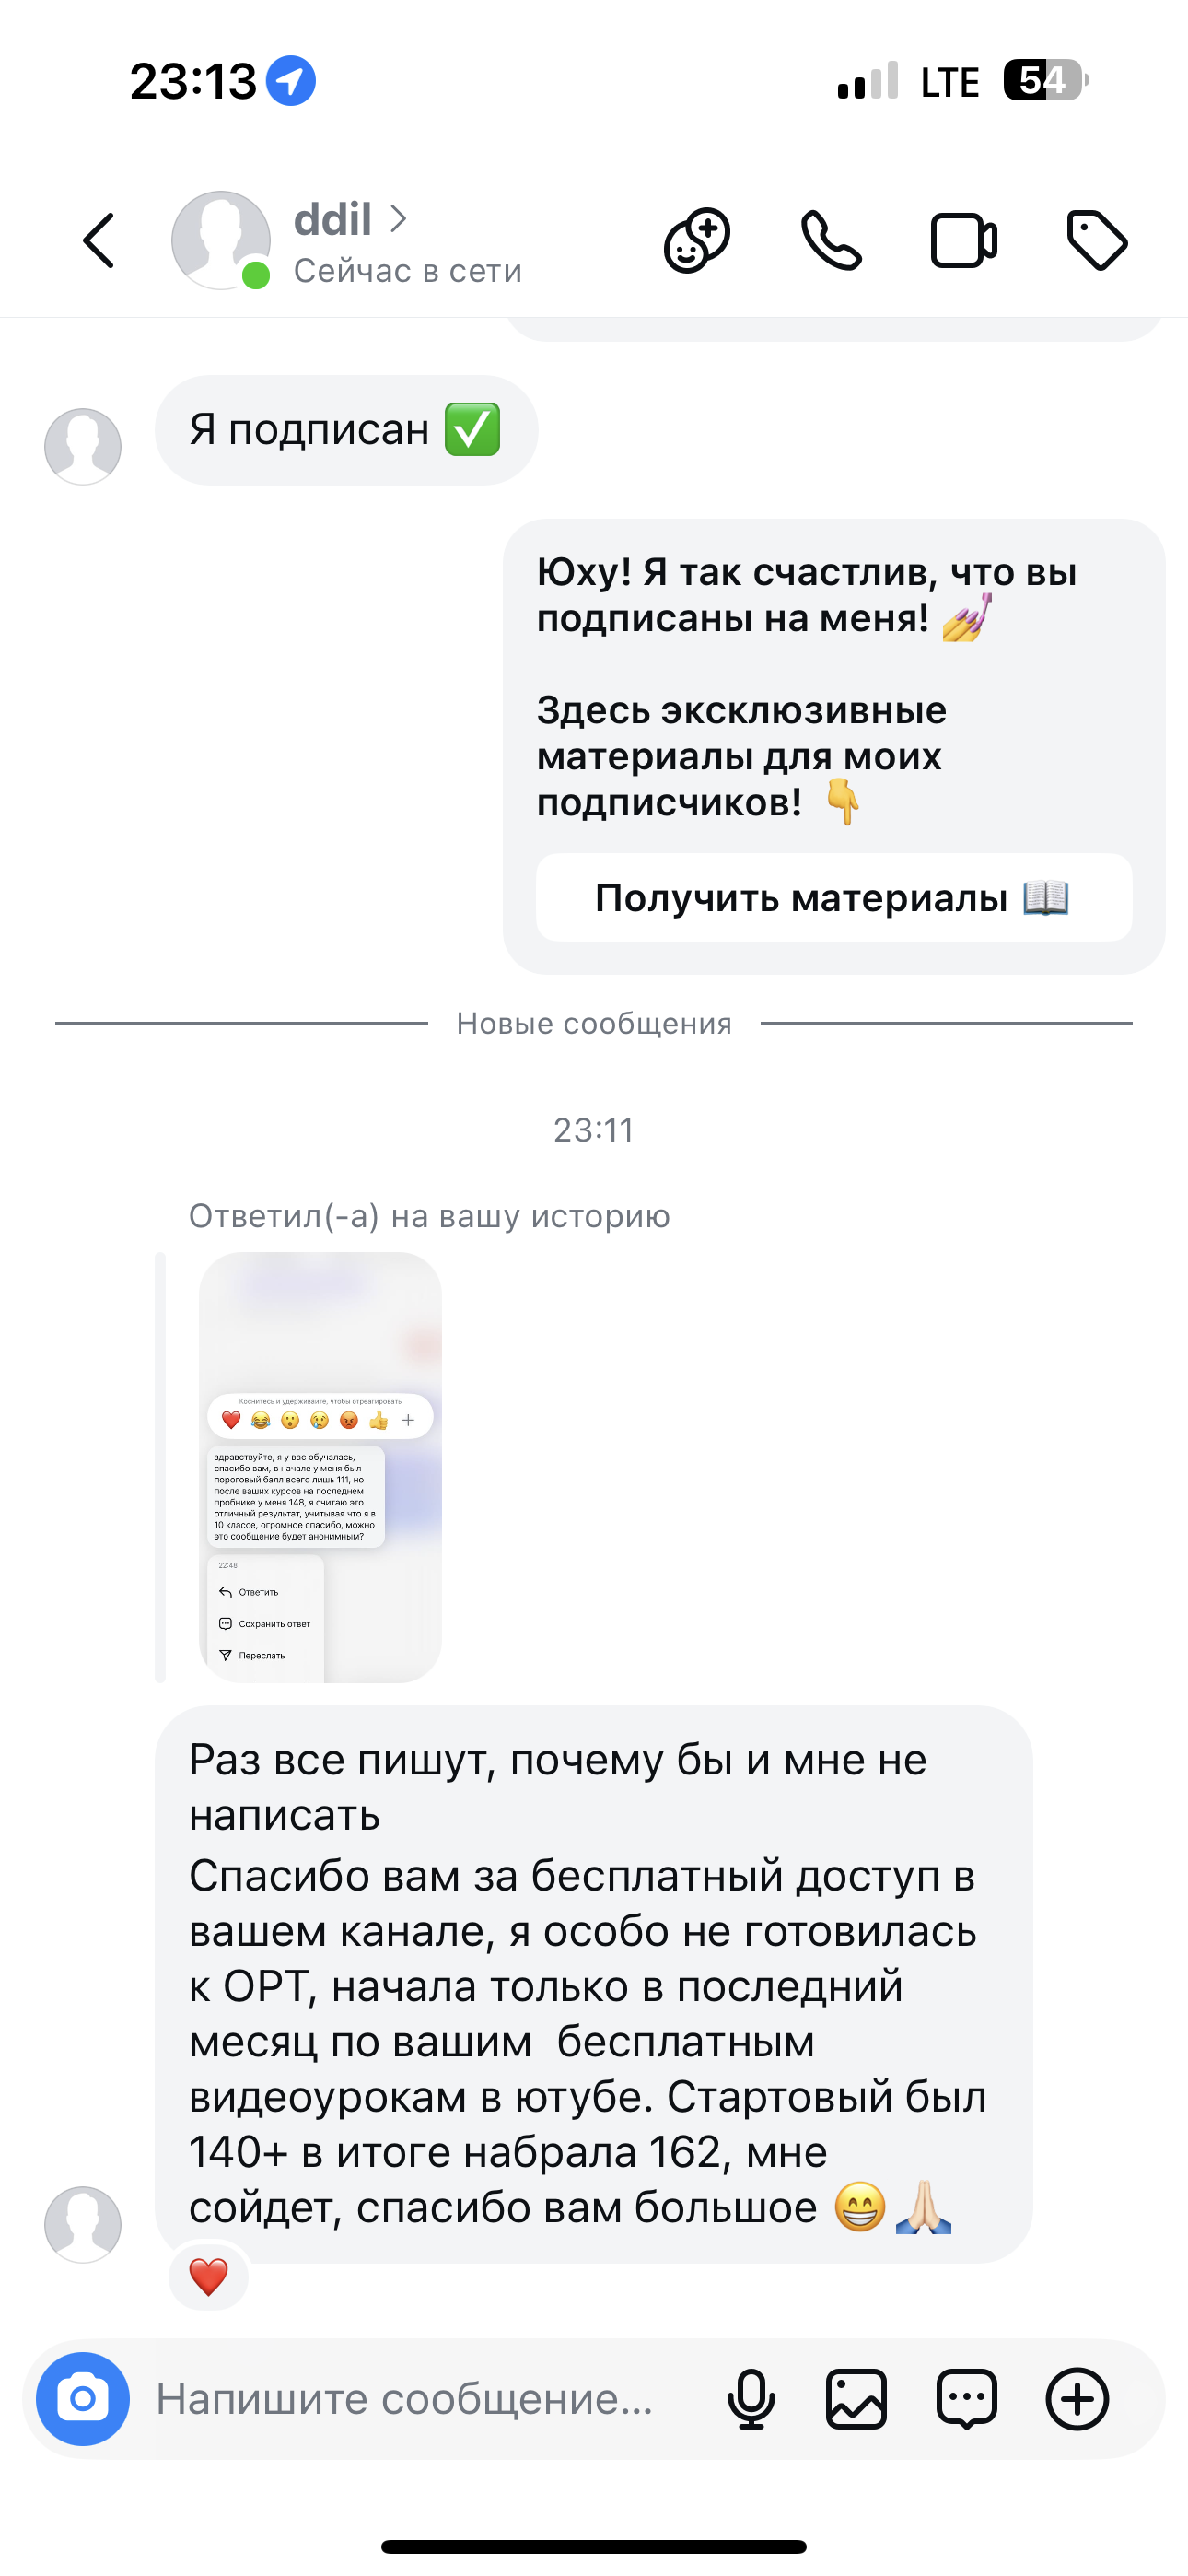 23:13
LTE 54
ddil
Сейчас в сети
Я подписан ✅
Юху! Я так счастлив, что вы
подписаны на меня! 💅
Здесь эксклюзивные
материалы для моих
подписчиков! 👇
Получить материалы 📖
Новые сообщения
23:11
Ответил(-а) на вашу историю
Коснитесь и удерживайте, чтобы отреагировать
❤️😂😮😢😡👍+
здравствуйте, я у вас обучалась,
спасибо вам, в начале у меня был
пороговый балл всего лишь 111, но
после ваших курсов на последнем
пробнике у меня 148, я считаю это
отличный результат, учитывая что я в
10 классе, огромное спасибо, можно
это сообщение будет анонимным?
22:46
Ответить
Сохранить ответ
Переслать
Раз все пишут, почему бы и мне не
написать
Спасибо вам за бесплатный доступ в
вашем канале, я особо не готовилась
к ОРТ, начала только в последний
месяц по вашим  бесплатным
видеоурокам в ютубе. Стартовый был
140+ в итоге набрала 162, мне
сойдет, спасибо вам большое 😁🙏🏻
❤️
Напишите сообщение...